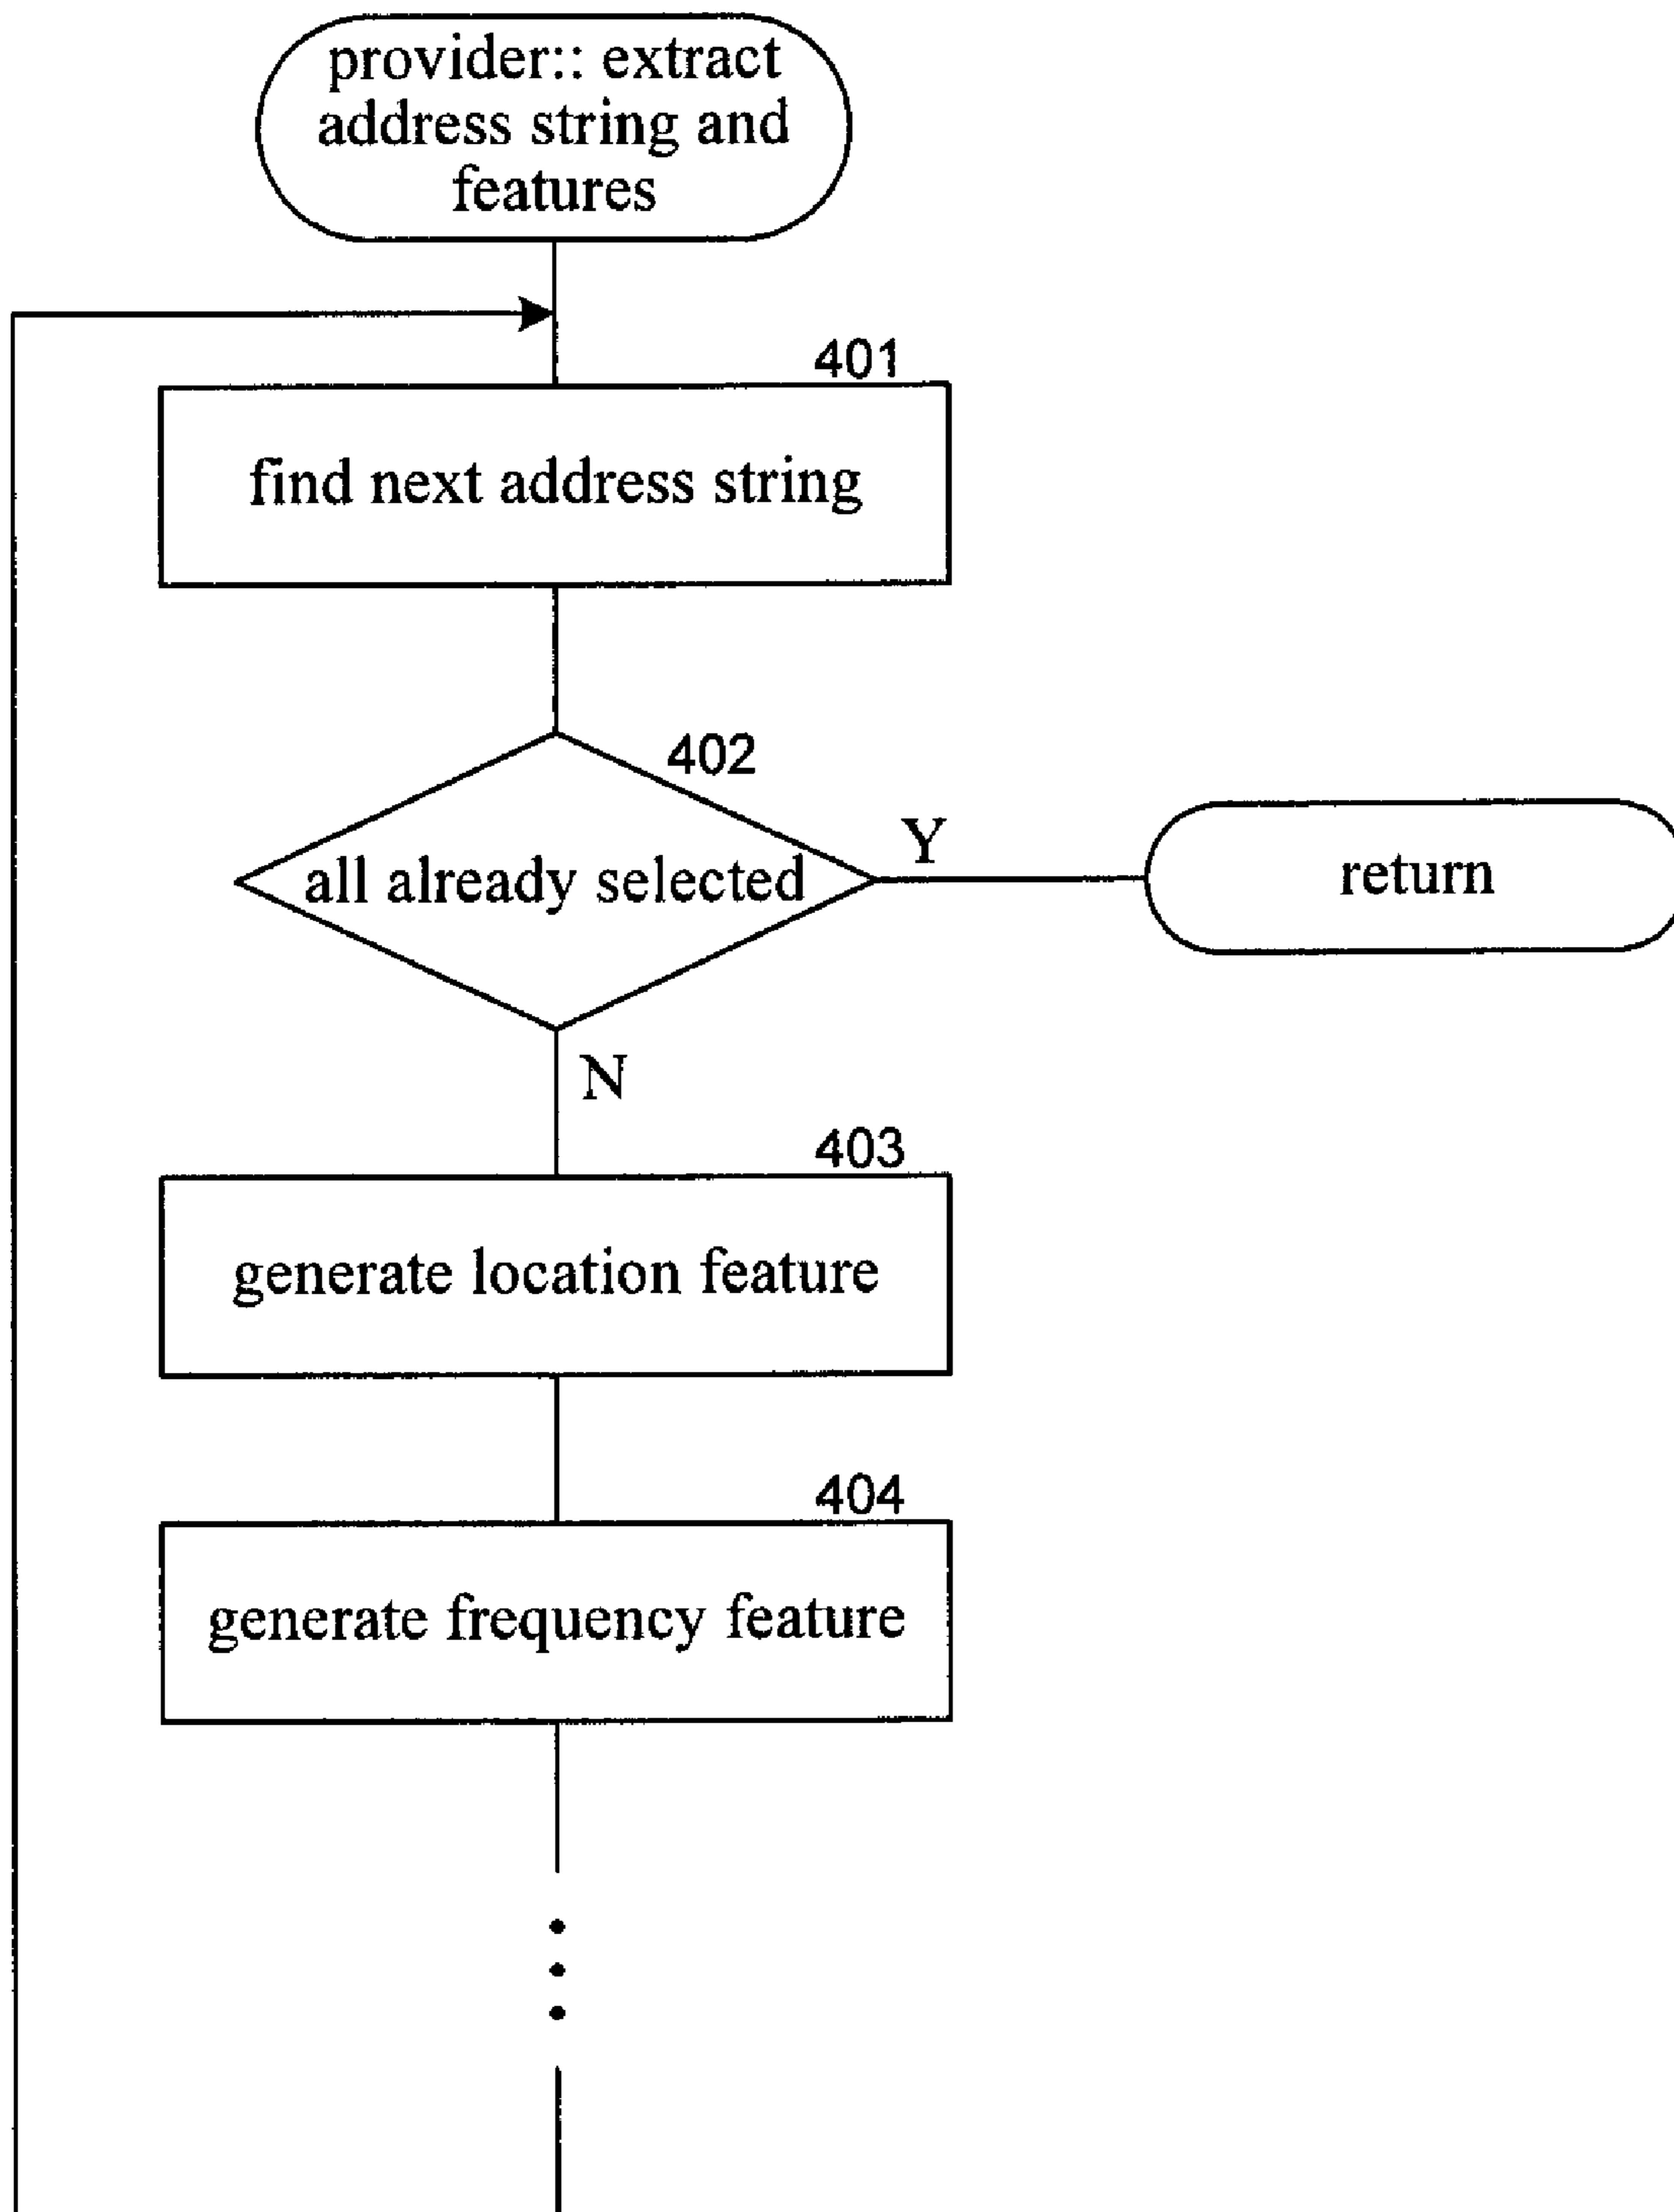 provider:: extract
address string and
features
401
find next address string
402
all already selected
Y
return
N
403
generate location feature
404
generate frequency feature